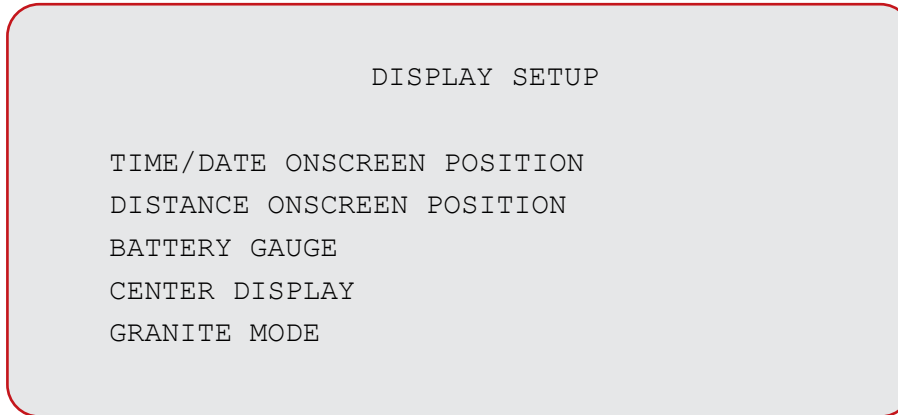 DISPLAY SETUP
TIME/DATE ONSCREEN POSITION
DISTANCE ONSCREEN POSITION
BATTERY GAUGE
CENTER DISPLAY
GRANITE MODE